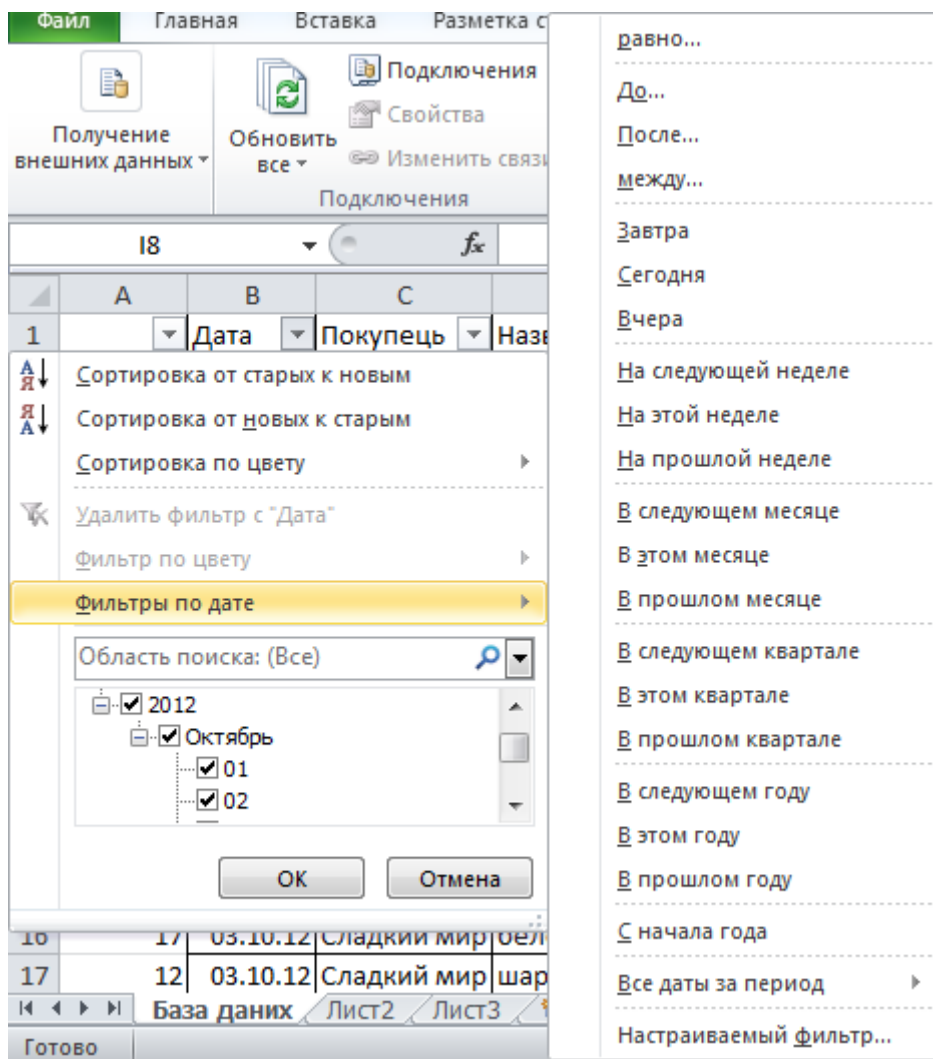 Файл Главная Вставка Разметка с
Подключения
Свойства
Изменить связи
Получение
внешних данных
Обновить
все
Подключения
I8 fx
A B C
1 Дата Покупець Назв
Сортировка от старых к новым
Сортировка от новых к старым
Сортировка по цвету
Удалить фильтр с "Дата"
Фильтр по цвету
Фильтры по дате
Область поиска: (Все)
2012
Октябрь
01
02
ОК Отмена
16 17 03.10.12 Сладкий мир бел
17 12 03.10.12 Сладкий мир шар
База даних Лист2 Лист3
Готово
равно...
До...
После...
между...
Завтра
Сегодня
Вчера
На следующей неделе
На этой неделе
На прошлой неделе
В следующем месяце
В этом месяце
В прошлом месяце
В следующем квартале
В этом квартале
В прошлом квартале
В следующем году
В этом году
В прошлом году
С начала года
Все даты за период
Настраиваемый фильтр...